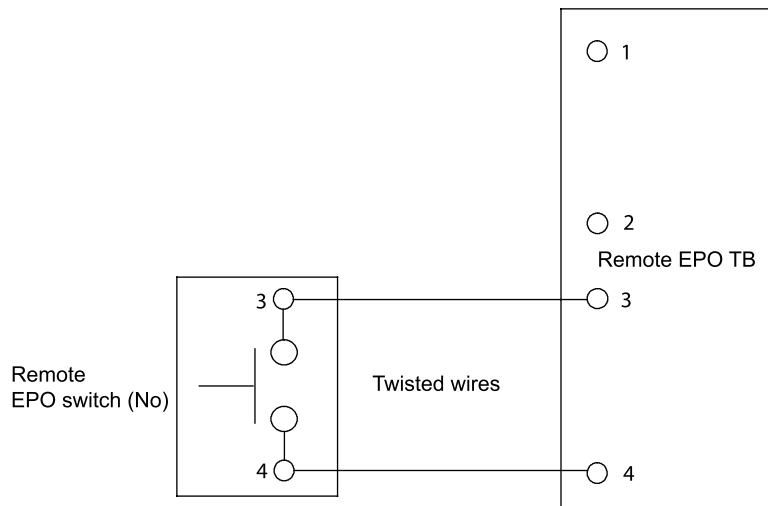 1
2
Remote EPO TB
3
3
Remote
EPO switch (No)
Twisted wires
4
4